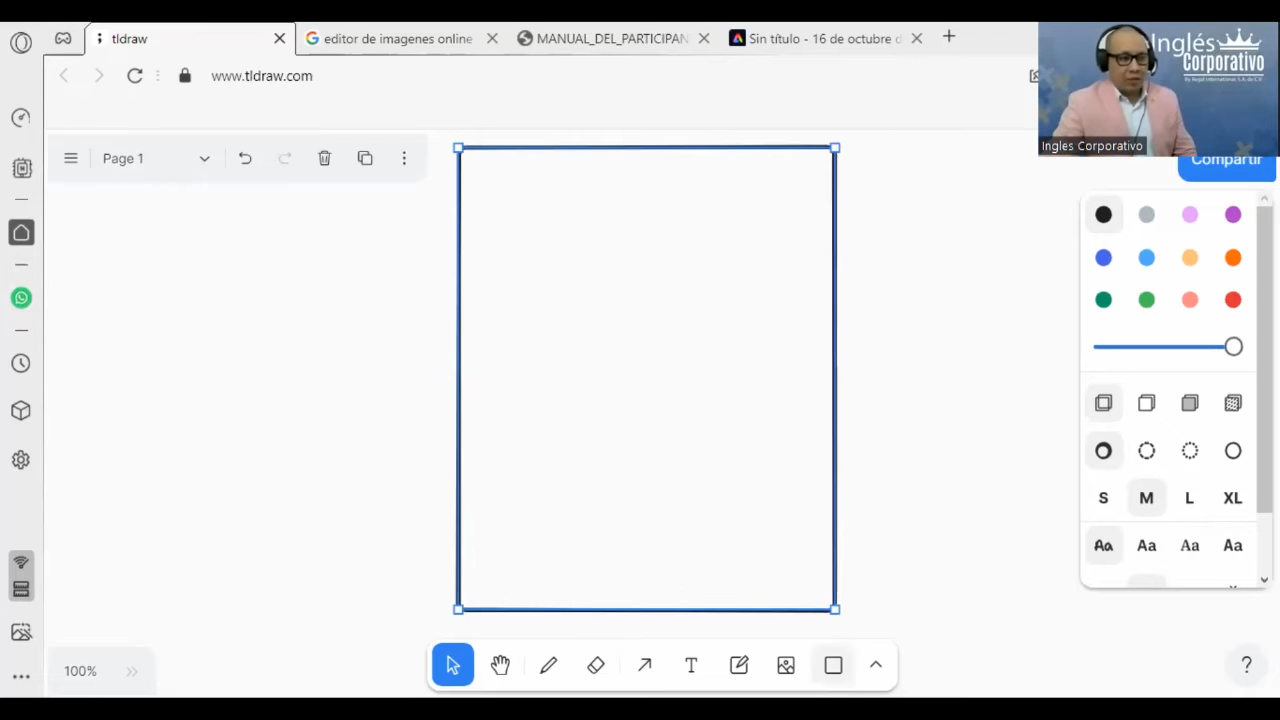 tldraw
editor de imagenes online
MANUAL_DEL_PARTICIPAN
Sin título - 16 de octubre d
www.tldraw.com
Inglés
Corporativo
Ingles Corporativo
Page 1
Compartir
S M L XL
Aa Aa Aa Aa
T
100%
?